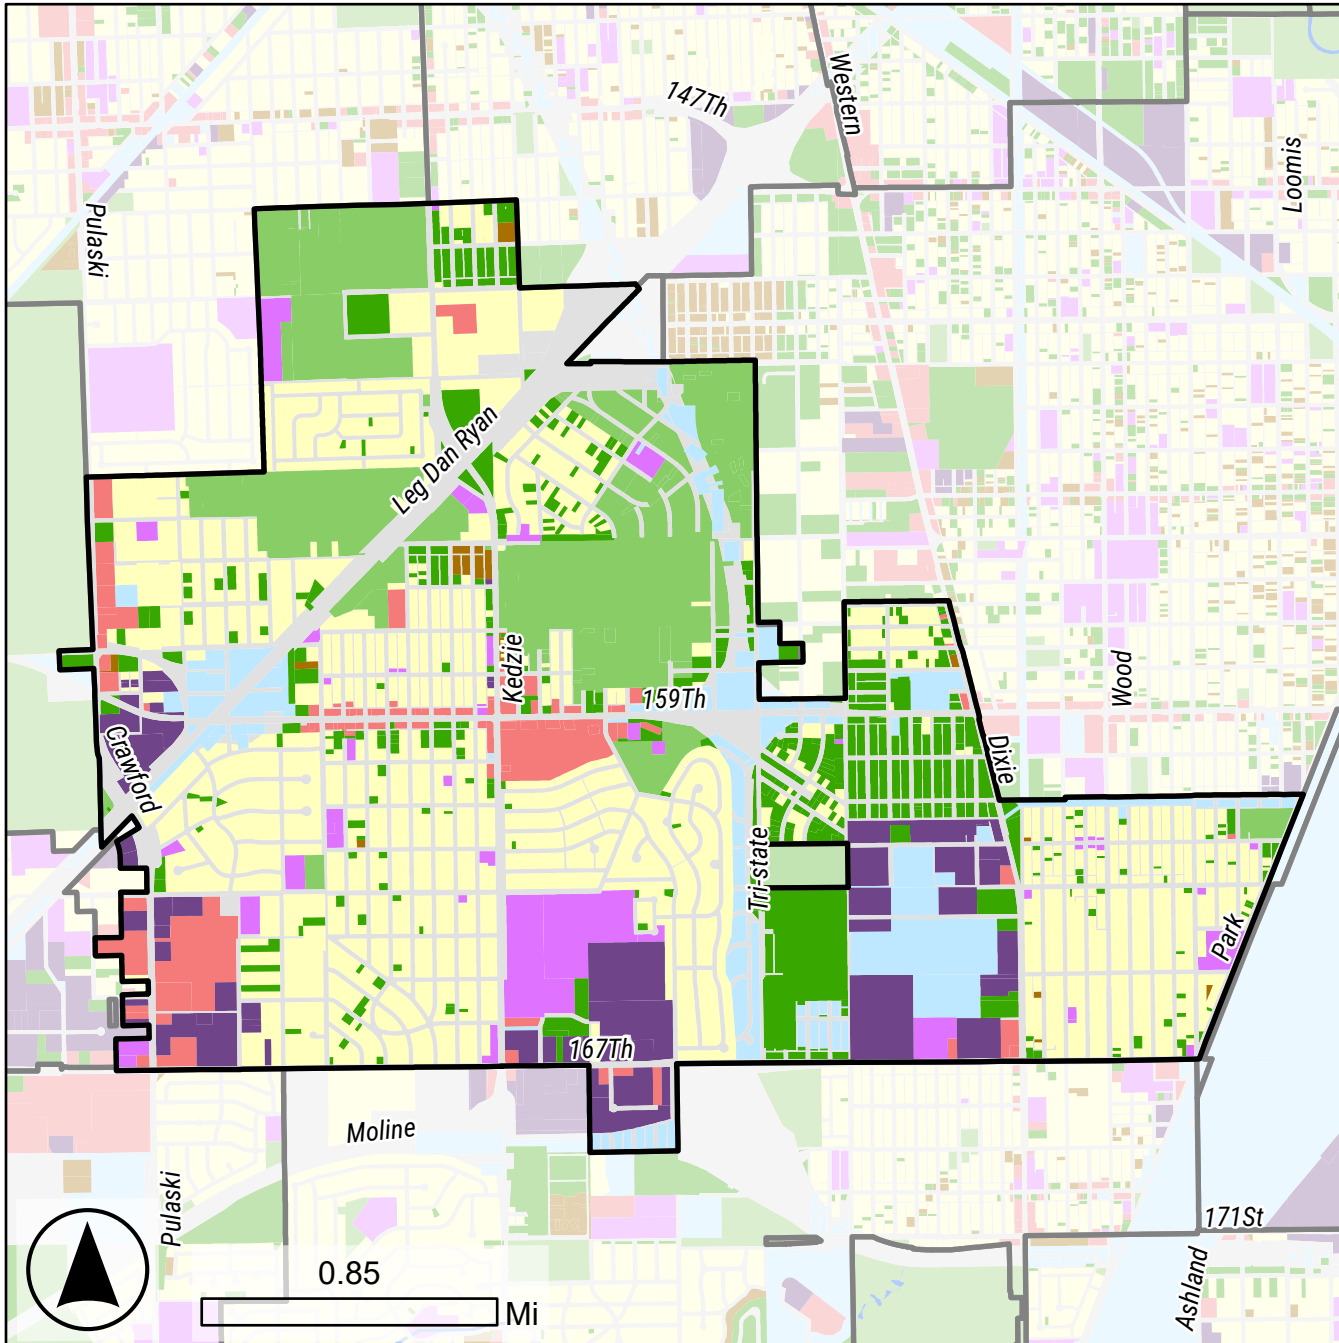 147Th
Western
Loomis
Pulaski
Leg Dan Ryan
Kedzie
159Th
Wood
Crawford
Dixie
Tri-state
Park
167Th
Moline
Pulaski
171St
Ashland
0.85
Mi